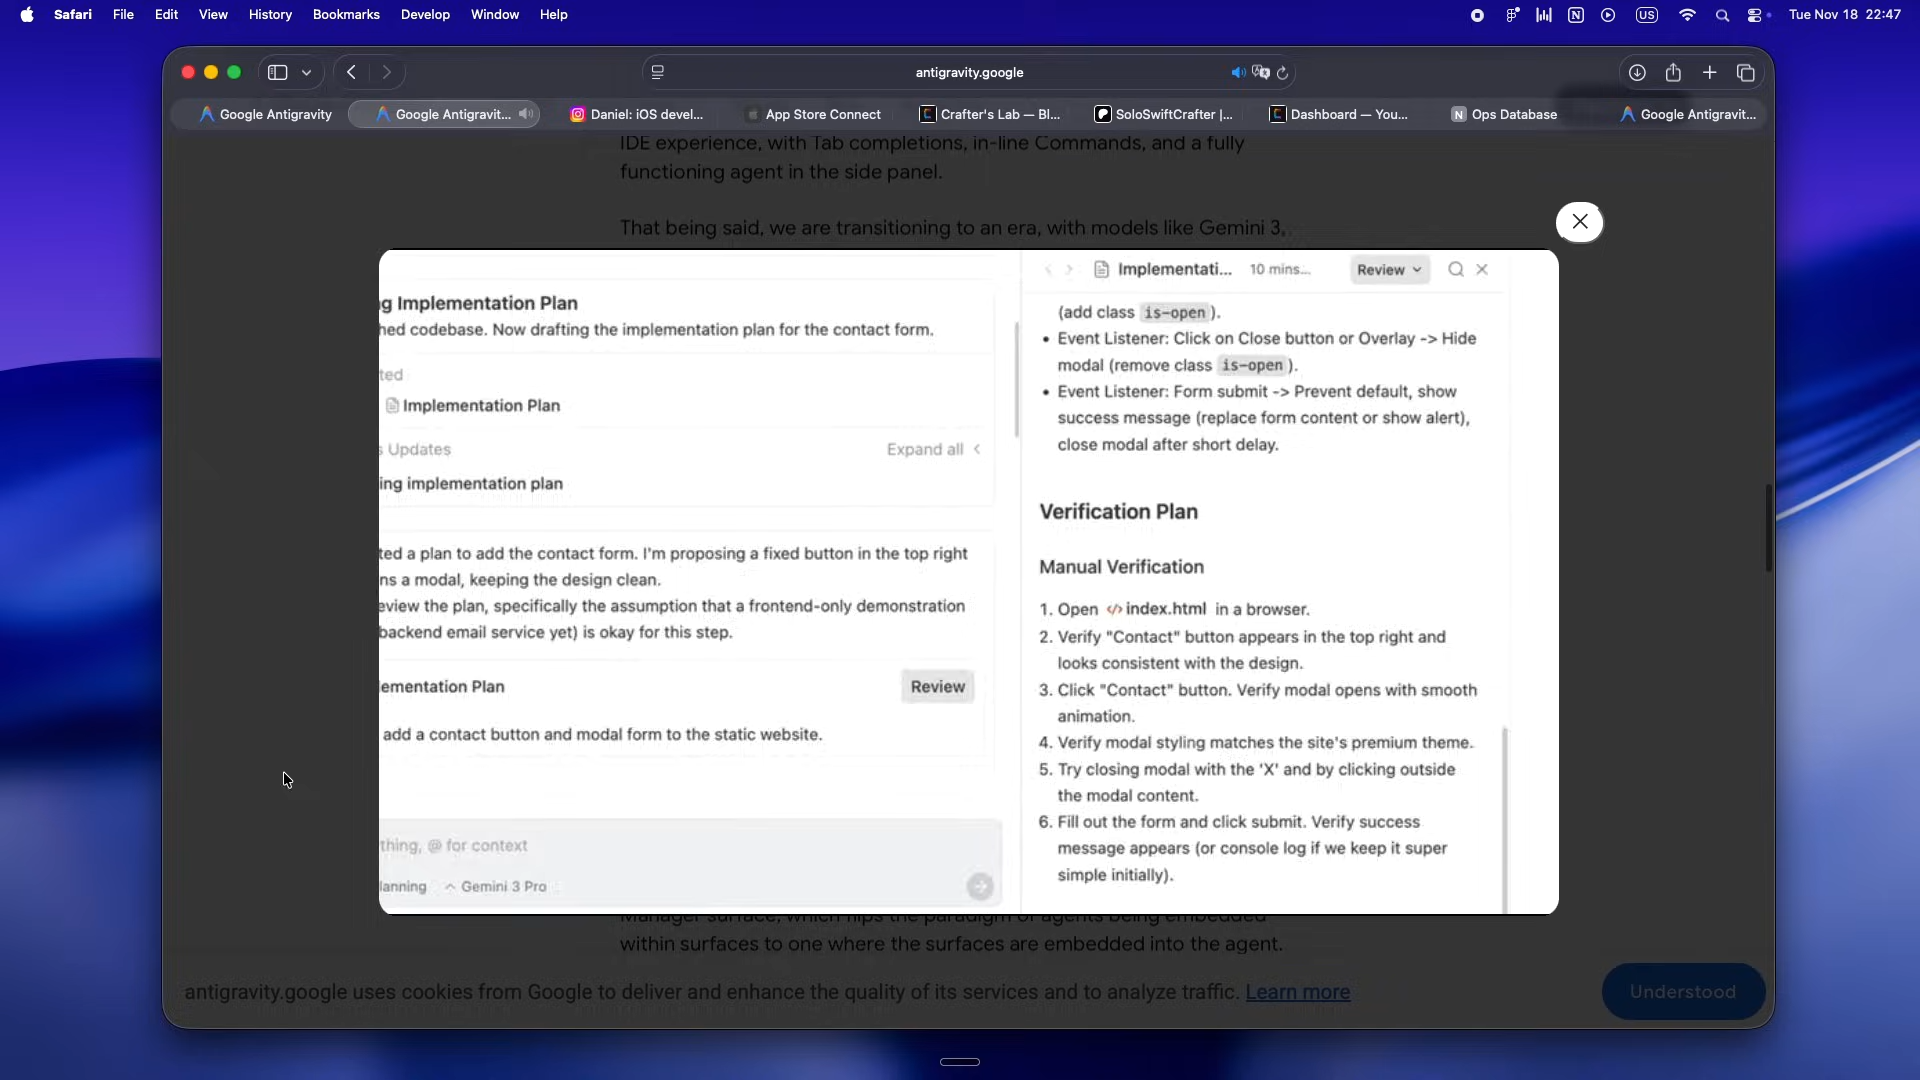 Safari File Edit View History Bookmarks Develop Window Help US Tue Nov 18 22:47
antigravity.google
Google Antigravity Google Antigravit... Daniel: iOS devel... App Store Connect Crafter's Lab — Bl... SoloSwiftCrafter |... Dashboard — You... Ops Database Google Antigravit...
IDE experience, with Tab completions, in-line Commands, and a fully
functioning agent in the side panel.
That being said, we are transitioning to an era, with models like Gemini 3,
g Implementation Plan
hed codebase. Now drafting the implementation plan for the contact form.
ted
Implementation Plan
s Updates Expand all
ing implementation plan
ted a plan to add the contact form. I'm proposing a fixed button in the top right
ns a modal, keeping the design clean.
eview the plan, specifically the assumption that a frontend-only demonstration
backend email service yet) is okay for this step.
lementation Plan Review
add a contact button and modal form to the static website.
thing, @ for context
lanning Gemini 3 Pro
Implementati... 10 mins... Review
(add class is-open ).
• Event Listener: Click on Close button or Overlay -> Hide
modal (remove class is-open ).
• Event Listener: Form submit -> Prevent default, show
success message (replace form content or show alert),
close modal after short delay.
Verification Plan
Manual Verification
1. Open </> index.html in a browser.
2. Verify "Contact" button appears in the top right and
looks consistent with the design.
3. Click "Contact" button. Verify modal opens with smooth
animation.
4. Verify modal styling matches the site's premium theme.
5. Try closing modal with the 'X' and by clicking outside
the modal content.
6. Fill out the form and click submit. Verify success
message appears (or console log if we keep it super
simple initially).
Manager surface, which flips the paradigm of agents being embedded
within surfaces to one where the surfaces are embedded into the agent.
antigravity.google uses cookies from Google to deliver and enhance the quality of its services and to analyze traffic. Learn more
Understood